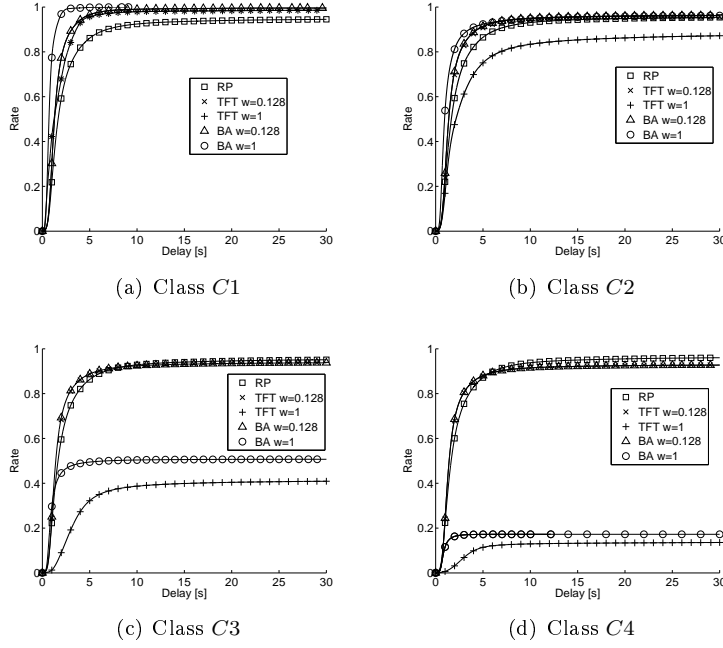 1
0.8
0.6
0.4
0.2
0
Rate
0 5 10 15 20 25 30
Delay [s]
RP
TFT w=0.128
TFT w=1
BA w=0.128
BA w=1
(a) Class C1
1
0.8
0.6
0.4
0.2
0
Rate
0 5 10 15 20 25 30
Delay [s]
RP
TFT w=0.128
TFT w=1
BA w=0.128
BA w=1
(b) Class C2
1
0.8
0.6
0.4
0.2
0
Rate
0 5 10 15 20 25 30
Delay [s]
RP
TFT w=0.128
TFT w=1
BA w=0.128
BA w=1
(c) Class C3
1
0.8
0.6
0.4
0.2
0
Rate
0 5 10 15 20 25 30
Delay [s]
RP
TFT w=0.128
TFT w=1
BA w=0.128
BA w=1
(d) Class C4